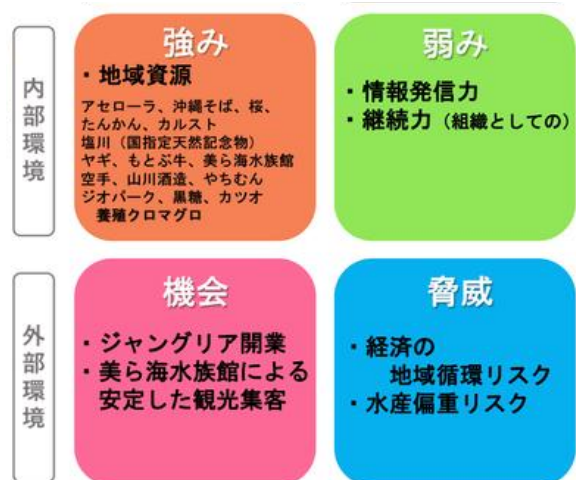 内部環境
強み
・地域資源
アセローラ、沖縄そば、桜、
たんかん、カルスト
塩川（国指定天然記念物）
ヤギ、もとぶ牛、美ら海水族館
空手、山川酒造、やちむん
ジオパーク、黒糖、カツオ
養殖クロマグロ
弱み
・情報発信力
・継続力（組織としての）
外部環境
機会
・ジャングリア開業
・美ら海水族館による
安定した観光集客
脅威
・経済の
地域循環リスク
・水産偏重リスク